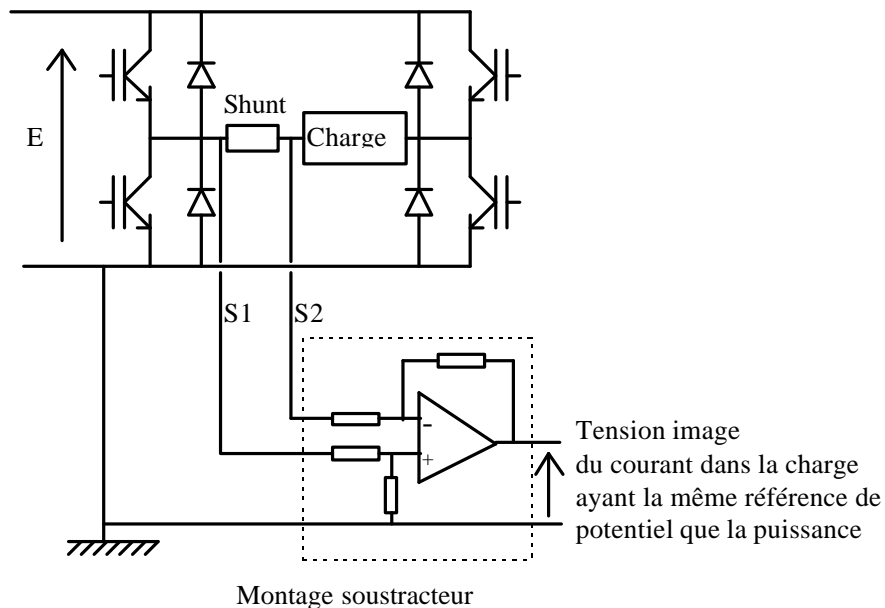 Shunt
E
Charge
S1
S2
-
+
Tension image
du courant dans la charge
ayant la même référence de
potentiel que la puissance
Montage soustracteur